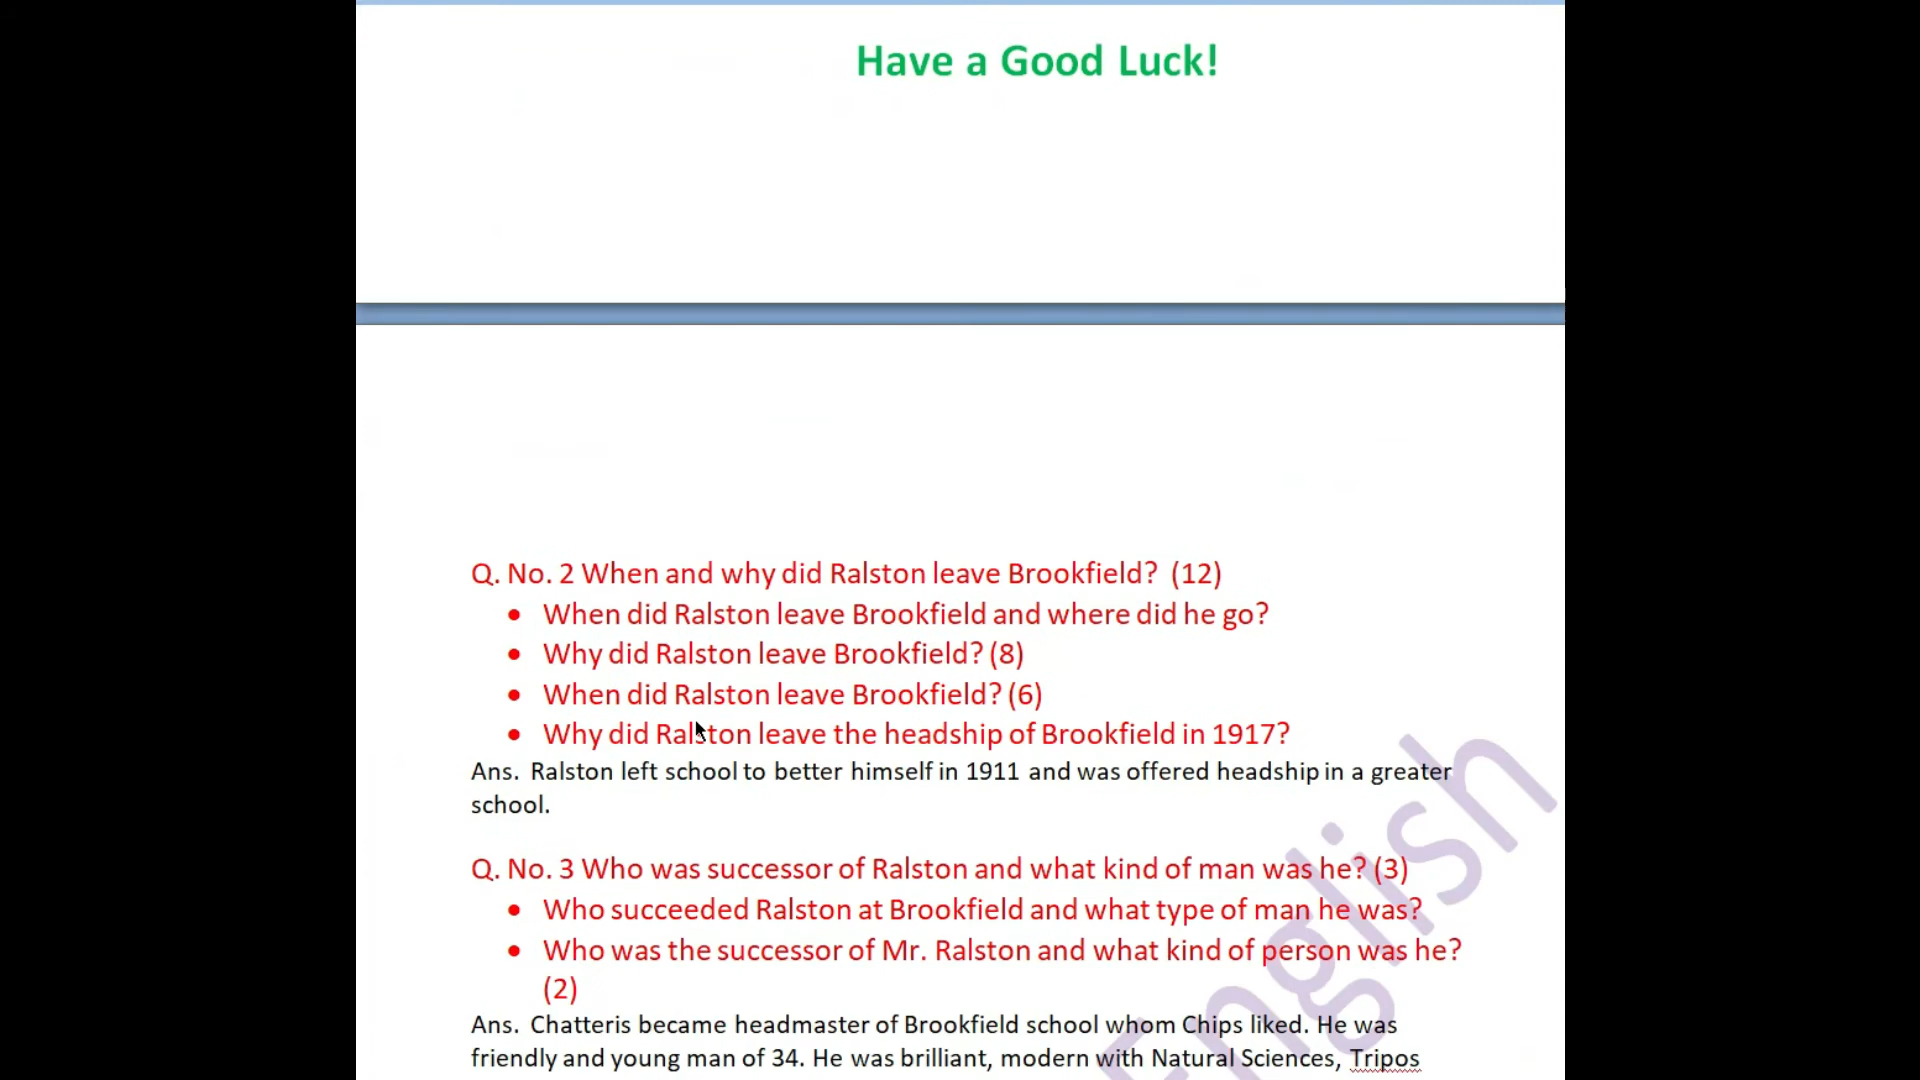 Have a Good Luck!
Q. No. 2 When and why did Ralston leave Brookfield? (12)
• When did Ralston leave Brookfield and where did he go?
• Why did Ralston leave Brookfield? (8)
• When did Ralston leave Brookfield? (6)
• Why did Ralston leave the headship of Brookfield in 1917?
Ans. Ralston left school to better himself in 1911 and was offered headship in a greater
school.
Q. No. 3 Who was successor of Ralston and what kind of man was he? (3)
• Who succeeded Ralston at Brookfield and what type of man he was?
• Who was the successor of Mr. Ralston and what kind of person was he?
(2)
Ans. Chatteris became headmaster of Brookfield school whom Chips liked. He was
friendly and young man of 34. He was brilliant, modern with Natural Sciences, Tripos
English